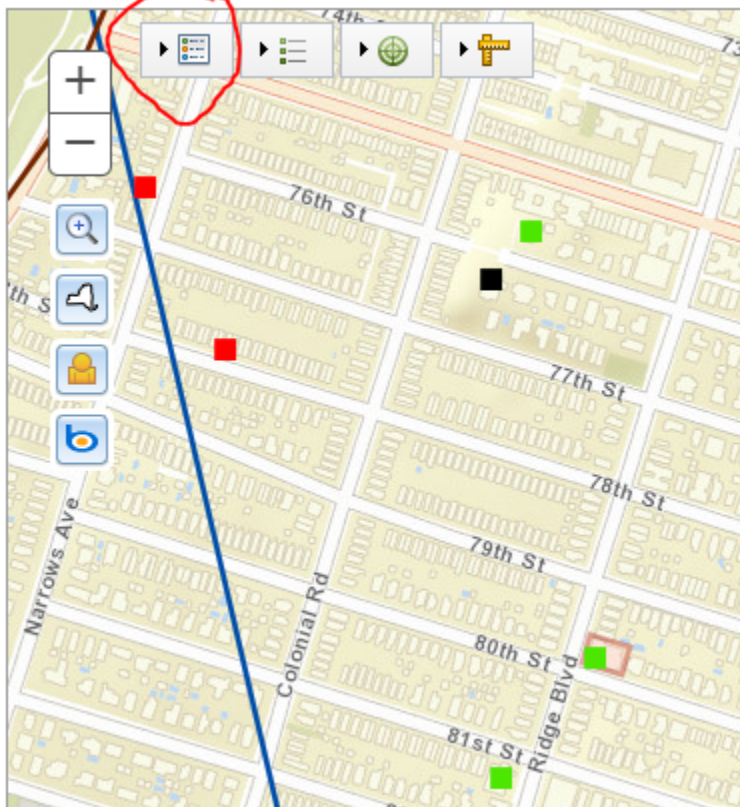 74th
73
76th St
77th St
78th St
79th St
Narrows Ave
Colonial Rd
80th St
Ridge Blvd
81st St